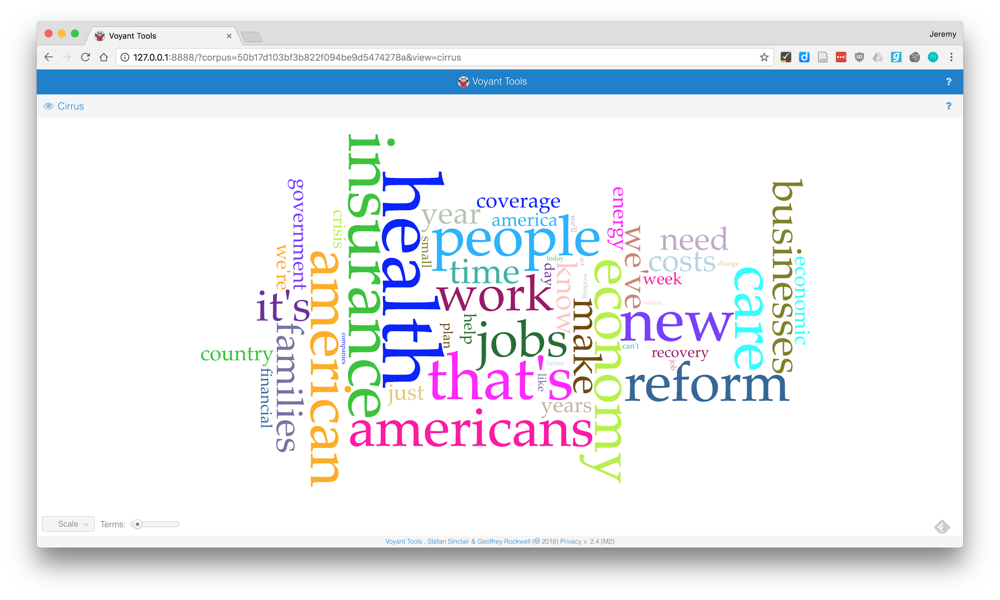 Voyant Tools
Jeremy
127.0.0.1:8888/?corpus=50b17d103bf3b822f094be9d5474278a&view=cirrus
Voyant Tools
?
Cirrus
?
insurance
health
government
crisis
we're
american
it's
families
country
financial
companies
year
coverage
america
we'll
people
small
time
today
act
day
know
work
working
help
plan
jobs
make
that's
future
like
just
years
americans
energy
we've
economy
need
costs
change
week
nation
new
can't
recovery
job
reform
care
businesses
economic
Scale
Terms:
Voyant Tools , Stéfan Sinclair & Geoffrey Rockwell (cc 2018) Privacy v. 2.4 (M2)